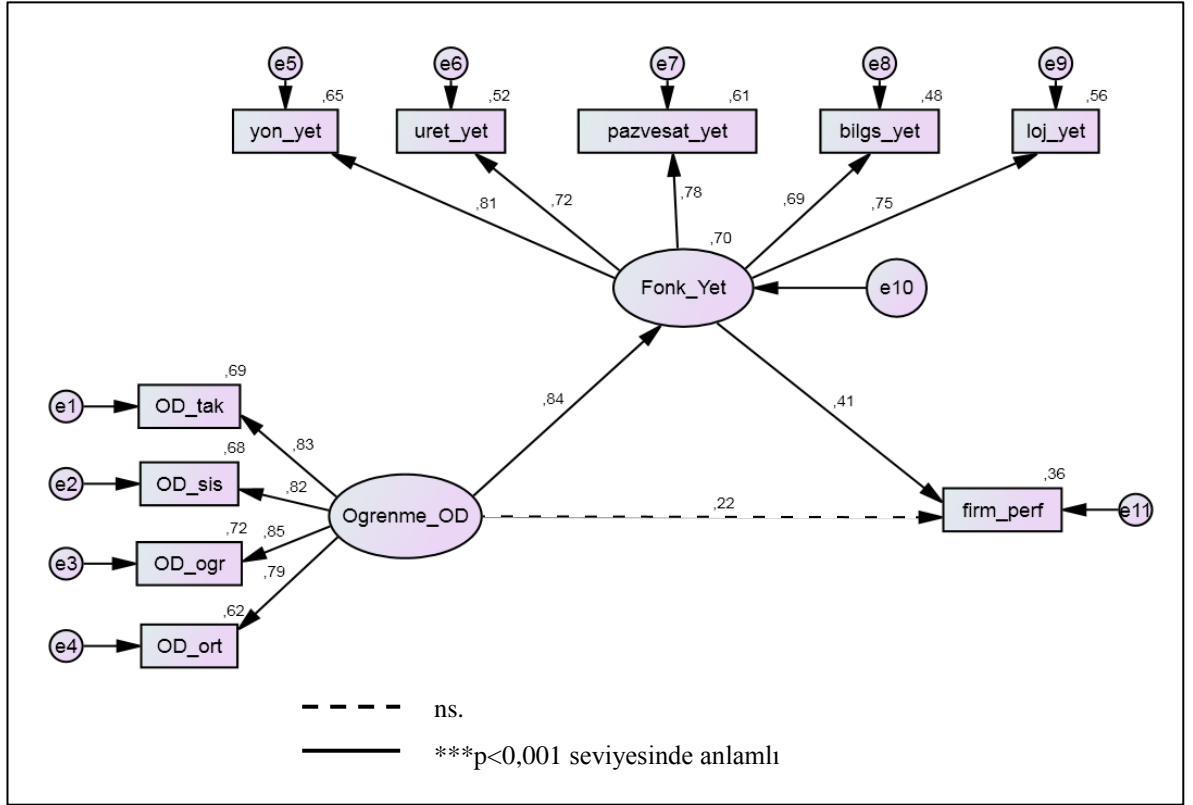 e5
e6
e7
e8
e9
,65
,52
,61
,48
,56
yon_yet
uret_yet
pazvesat_yet
bilgs_yet
loj_yet
,81
,72
,78
,69
,75
,70
Fonk_Yet
e10
,84
,41
,69
e1
OD_tak
,83
,68
e2
OD_sis
,82
,72
e3
OD_ogr
,85
,79
,62
e4
OD_ort
Ogrenme_OD
,22
,36
firm_perf
e11
ns.
***p<0,001 seviyesinde anlamlı